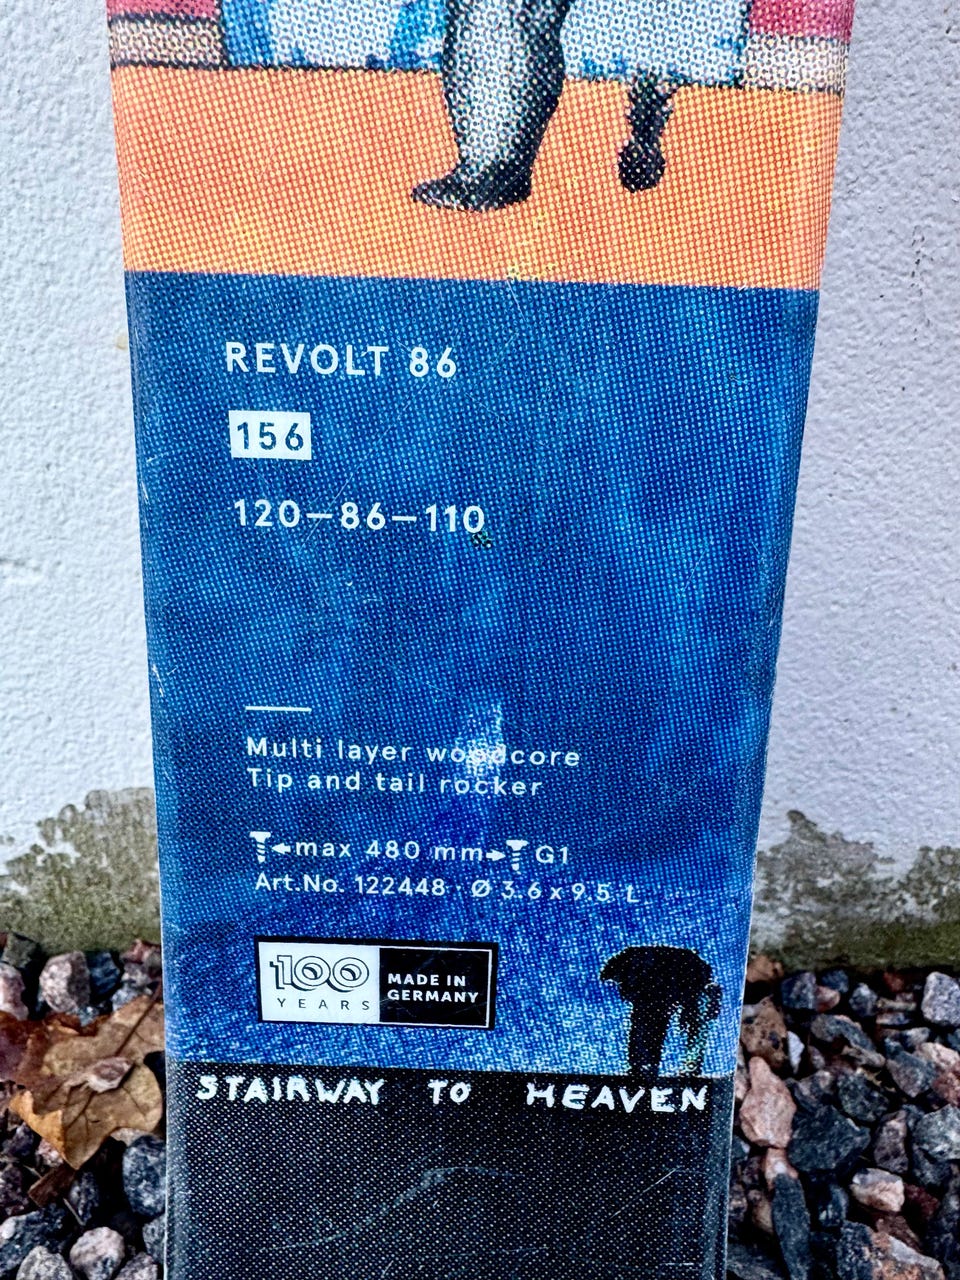 REVOLT 86
156
120–86–110
Multi layer woodcore
Tip and tail rocker
max 480 mm G1
Art.No. 122448 · Ø 3.6 x 9.5 L
100
YEARS
MADE IN
GERMANY
STAIRWAY TO HEAVEN